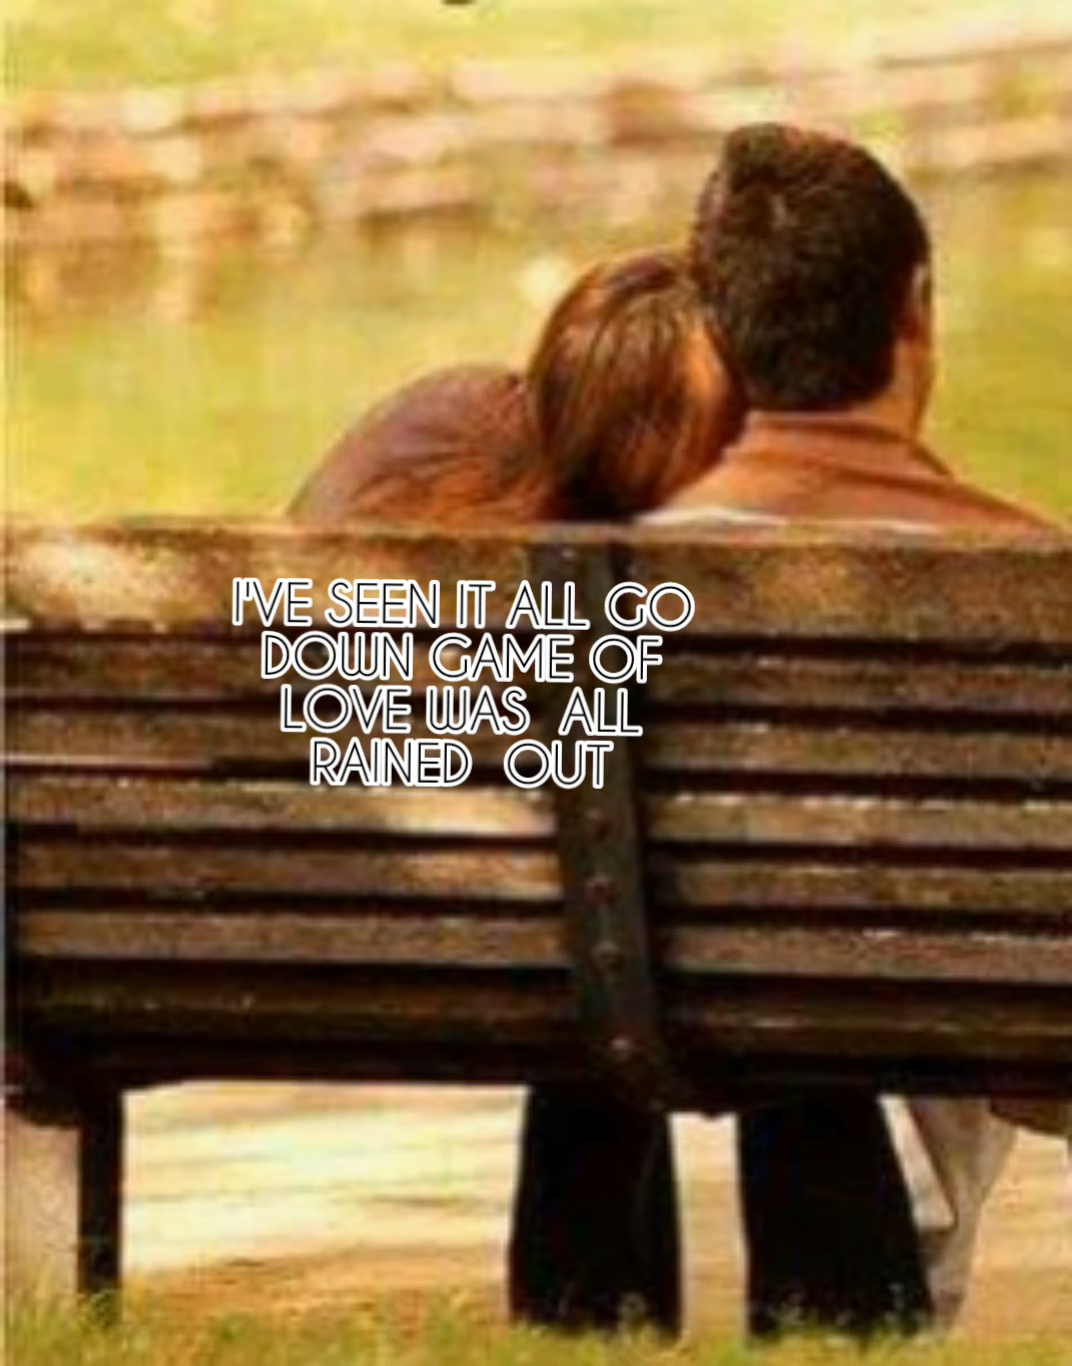 I'VE SEEN IT ALL GO
DOWN GAME OF
LOVE WAS ALL
RAINED OUT